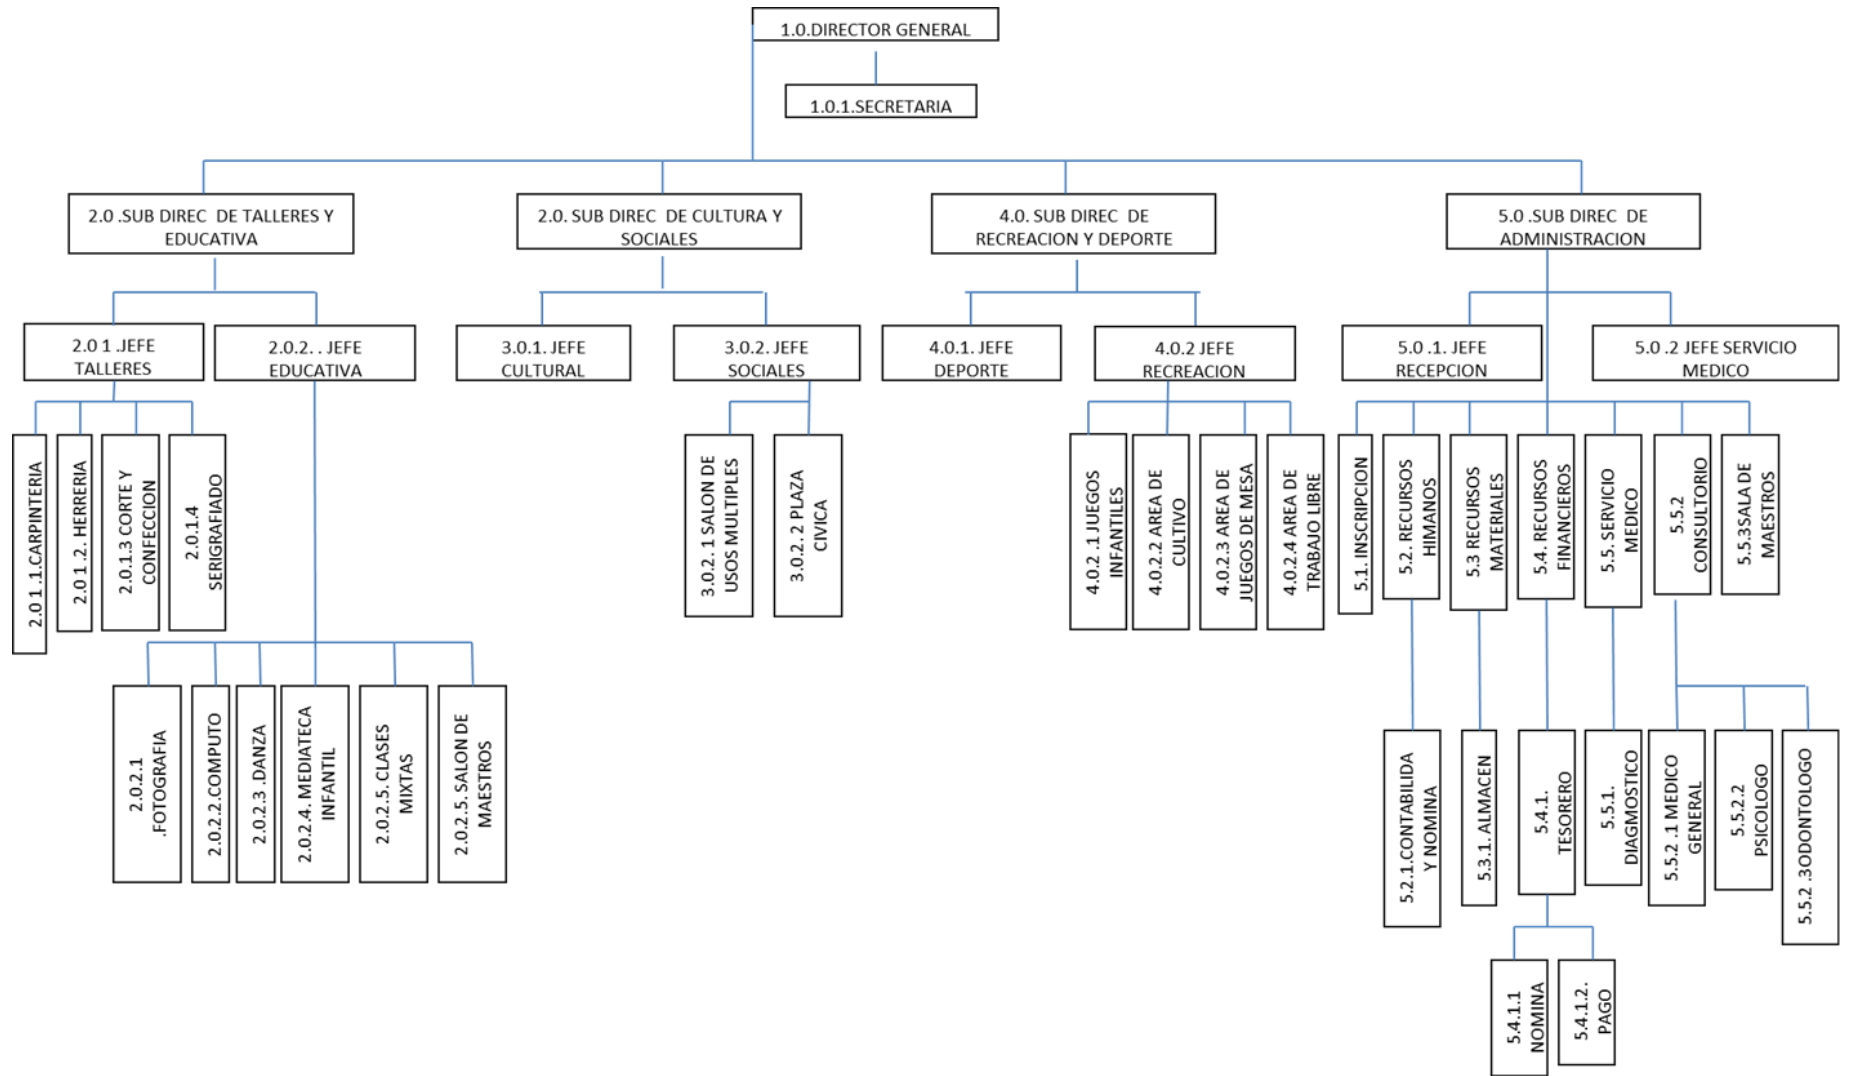 1.0.DIRECTOR GENERAL
1.0.1.SECRETARIA
2.0 .SUB DIREC DE TALLERES Y
EDUCATIVA
2.0. SUB DIREC DE CULTURA Y
SOCIALES
4.0. SUB DIREC DE
RECREACION Y DEPORTE
5.0 .SUB DIREC DE
ADMINISTRACION
2.0 1 .JEFE
TALLERES
2.0.2. . JEFE
EDUCATIVA
3.0.1. JEFE
CULTURAL
3.0.2. JEFE
SOCIALES
4.0.1. JEFE
DEPORTE
4.0.2 JEFE
RECREACION
5.0 .1. JEFE
RECEPCION
5.0 .2 JEFE SERVICIO
MEDICO
2.0 1 .1.CARPINTERIA
2.0 1.2. HERRERIA
2.0.1.3 CORTE Y
CONFECCION
2.0.1.4
SERIGRAFIADO
3.0.2. 1 SALON DE
USOS MULTIPLES
3.0.2. 2 PLAZA
CIVICA
4.0.2 .1 JUEGOS
INFANTILES
4.0.2.2 AREA DE
CULTIVO
4.0.2.3 AREA DE
JUEGOS DE MESA
4.0.2.4 AREA DE
TRABAJO LIBRE
5.1. INSCRIPCION
5.2. RECURSOS
HIMANOS
5.3 RECURSOS
MATERIALES
5.4. RECURSOS
FINANCIEROS
5.5. SERVICIO
MEDICO
5.5.2
CONSULTORIO
5.5.3SALA DE
MAESTROS
2.0.2.1
.FOTOGRAFIA
2.0.2.2.COMPUTO
2.0.2.3 .DANZA
2.0.2.4. MEDIATECA
INFANTIL
2.0.2.5. CLASES
MIXTAS
2.0.2.5. SALON DE
MAESTROS
5.2.1.CONTABILIDA
Y NOMINA
5.3.1. ALMACEN
5.4.1.
TESORERO
5.5.1.
DIAGMOSTICO
5.5.2 .1 MEDICO
GENERAL
5.5.2.2
PSICOLOGO
5.5.2 .3ODONTOLOGO
5.4.1.1
NOMINA
5.4.1.2.
PAGO